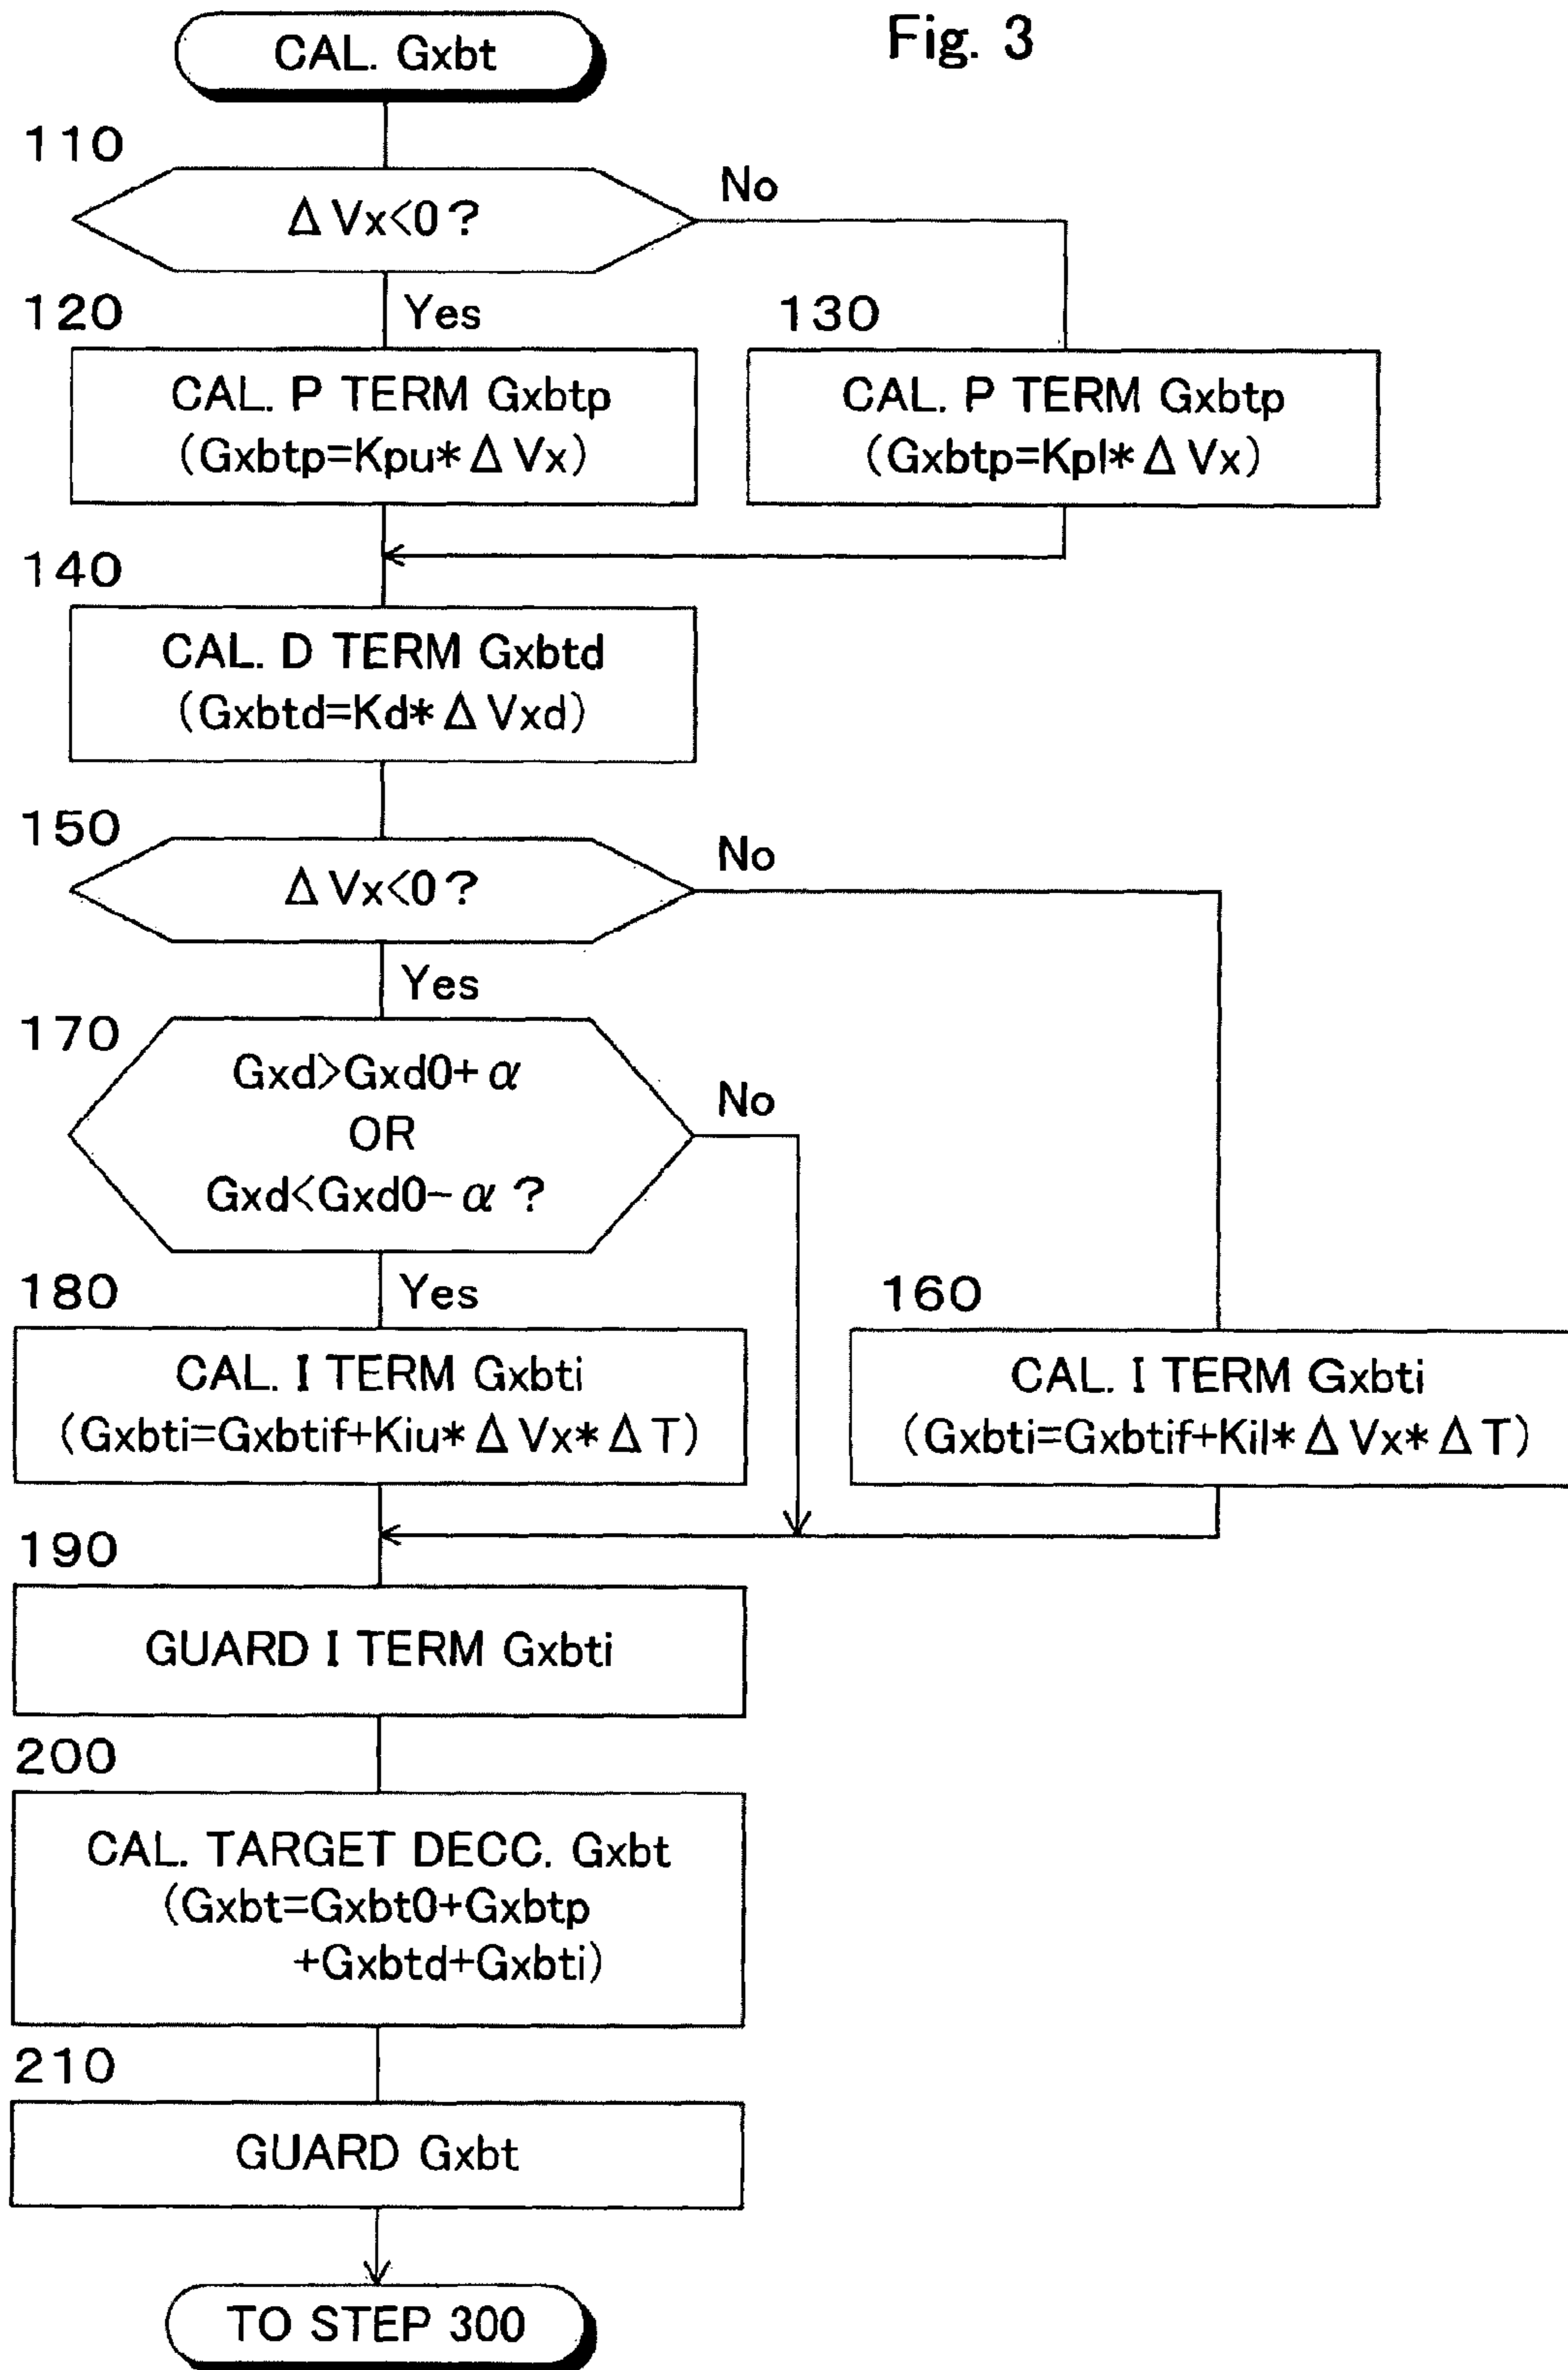 Fig. 3
CAL. Gxbt
110
ΔVx<0?
No
Yes
120
CAL. P TERM Gxbtp
(Gxbtp=Kpu*ΔVx)
130
CAL. P TERM Gxbtp
(Gxbtp=Kpl*ΔVx)
140
CAL. D TERM Gxbtd
(Gxbtd=Kd*ΔVxd)
150
ΔVx<0?
No
Yes
170
Gxd>Gxd0+α
OR
Gxd<Gxd0-α?
No
Yes
180
CAL. I TERM Gxbti
(Gxbti=Gxbtif+Kiu*ΔVx*ΔT)
160
CAL. I TERM Gxbti
(Gxbti=Gxbtif+Kil*ΔVx*ΔT)
190
GUARD I TERM Gxbti
200
CAL. TARGET DECC. Gxbt
(Gxbt=Gxbt0+Gxbtp
+Gxbtd+Gxbti)
210
GUARD Gxbt
TO STEP 300